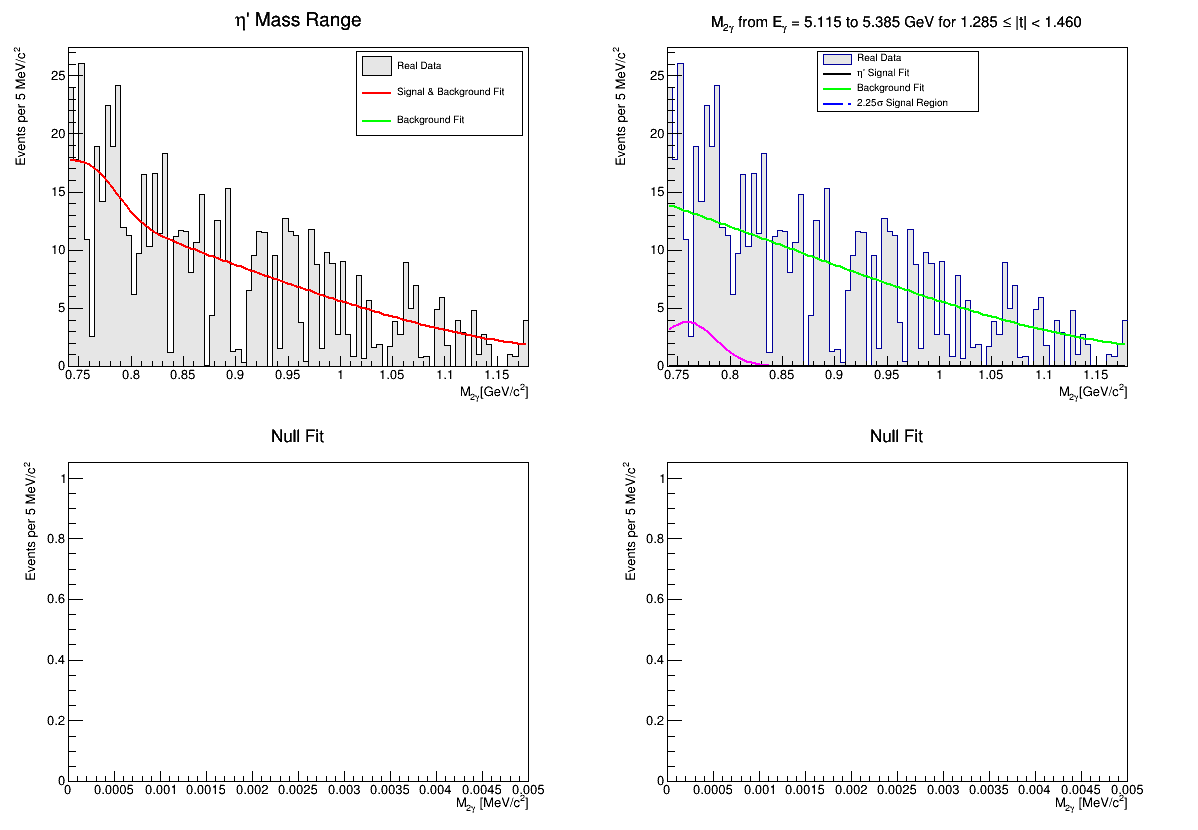 η' Mass Range
Events per 5 MeV/c²
25
20
15
10
5
0
Real Data
Signal & Background Fit
Background Fit
0.75 0.8 0.85 0.9 0.95 1 1.05 1.1 1.15
M₂γ[GeV/c²]
M₂γ from Eγ = 5.115 to 5.385 GeV for 1.285 ≤ |t| < 1.460
Events per 5 MeV/c²
25
20
15
10
5
0
Real Data
η' Signal Fit
Background Fit
2.25σ Signal Region
0.75 0.8 0.85 0.9 0.95 1 1.05 1.1 1.15
M₂γ[GeV/c²]
Null Fit
Events per 5 MeV/c²
1
0.8
0.6
0.4
0.2
0
0 0.0005 0.001 0.0015 0.002 0.0025 0.003 0.0035 0.004 0.0045 0.005
M₂γ [MeV/c²]
Null Fit
Events per 5 MeV/c²
1
0.8
0.6
0.4
0.2
0
0 0.0005 0.001 0.0015 0.002 0.0025 0.003 0.0035 0.004 0.0045 0.005
M₂γ [MeV/c²]